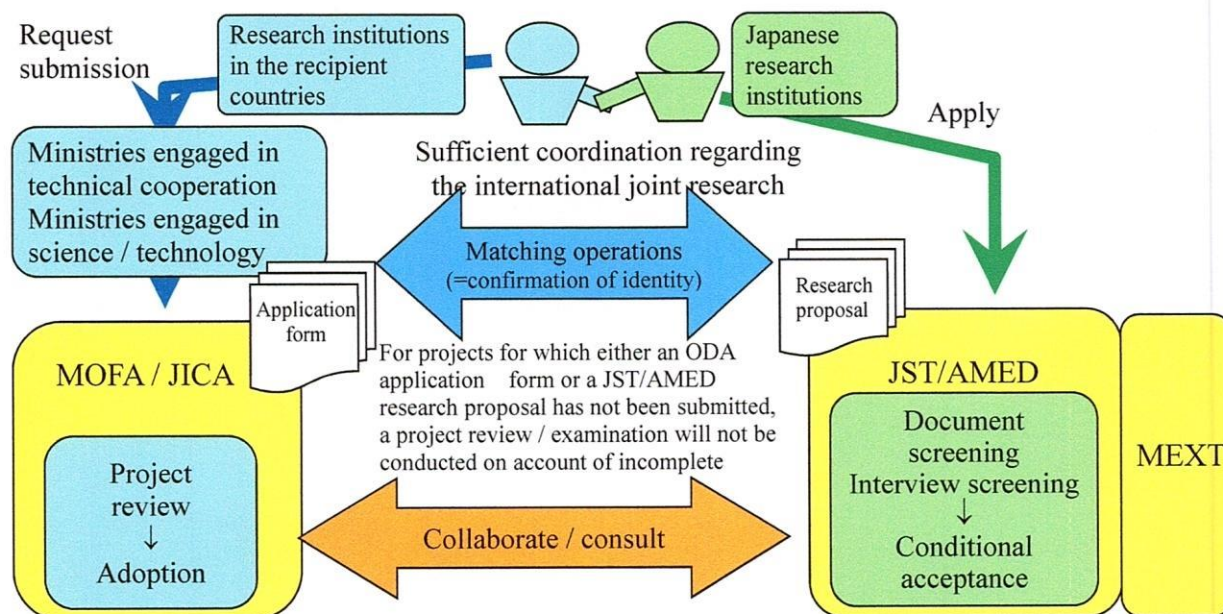 Request
submission
Research institutions
in the recipient
countries
Japanese
research
institutions
Apply
Ministries engaged in
technical cooperation
Ministries engaged in
science / technology
Sufficient coordination regarding
the international joint research
Matching operations
(=confirmation of identity)
Application
form
Research
proposal
For projects for which either an ODA
application form or a JST/AMED
research proposal has not been submitted,
a project review / examination will not be
conducted on account of incomplete
MOFA / JICA
Project
review
↓
Adoption
Collaborate / consult
JST/AMED
Document
screening
Interview screening
↓
Conditional
acceptance
MEXT